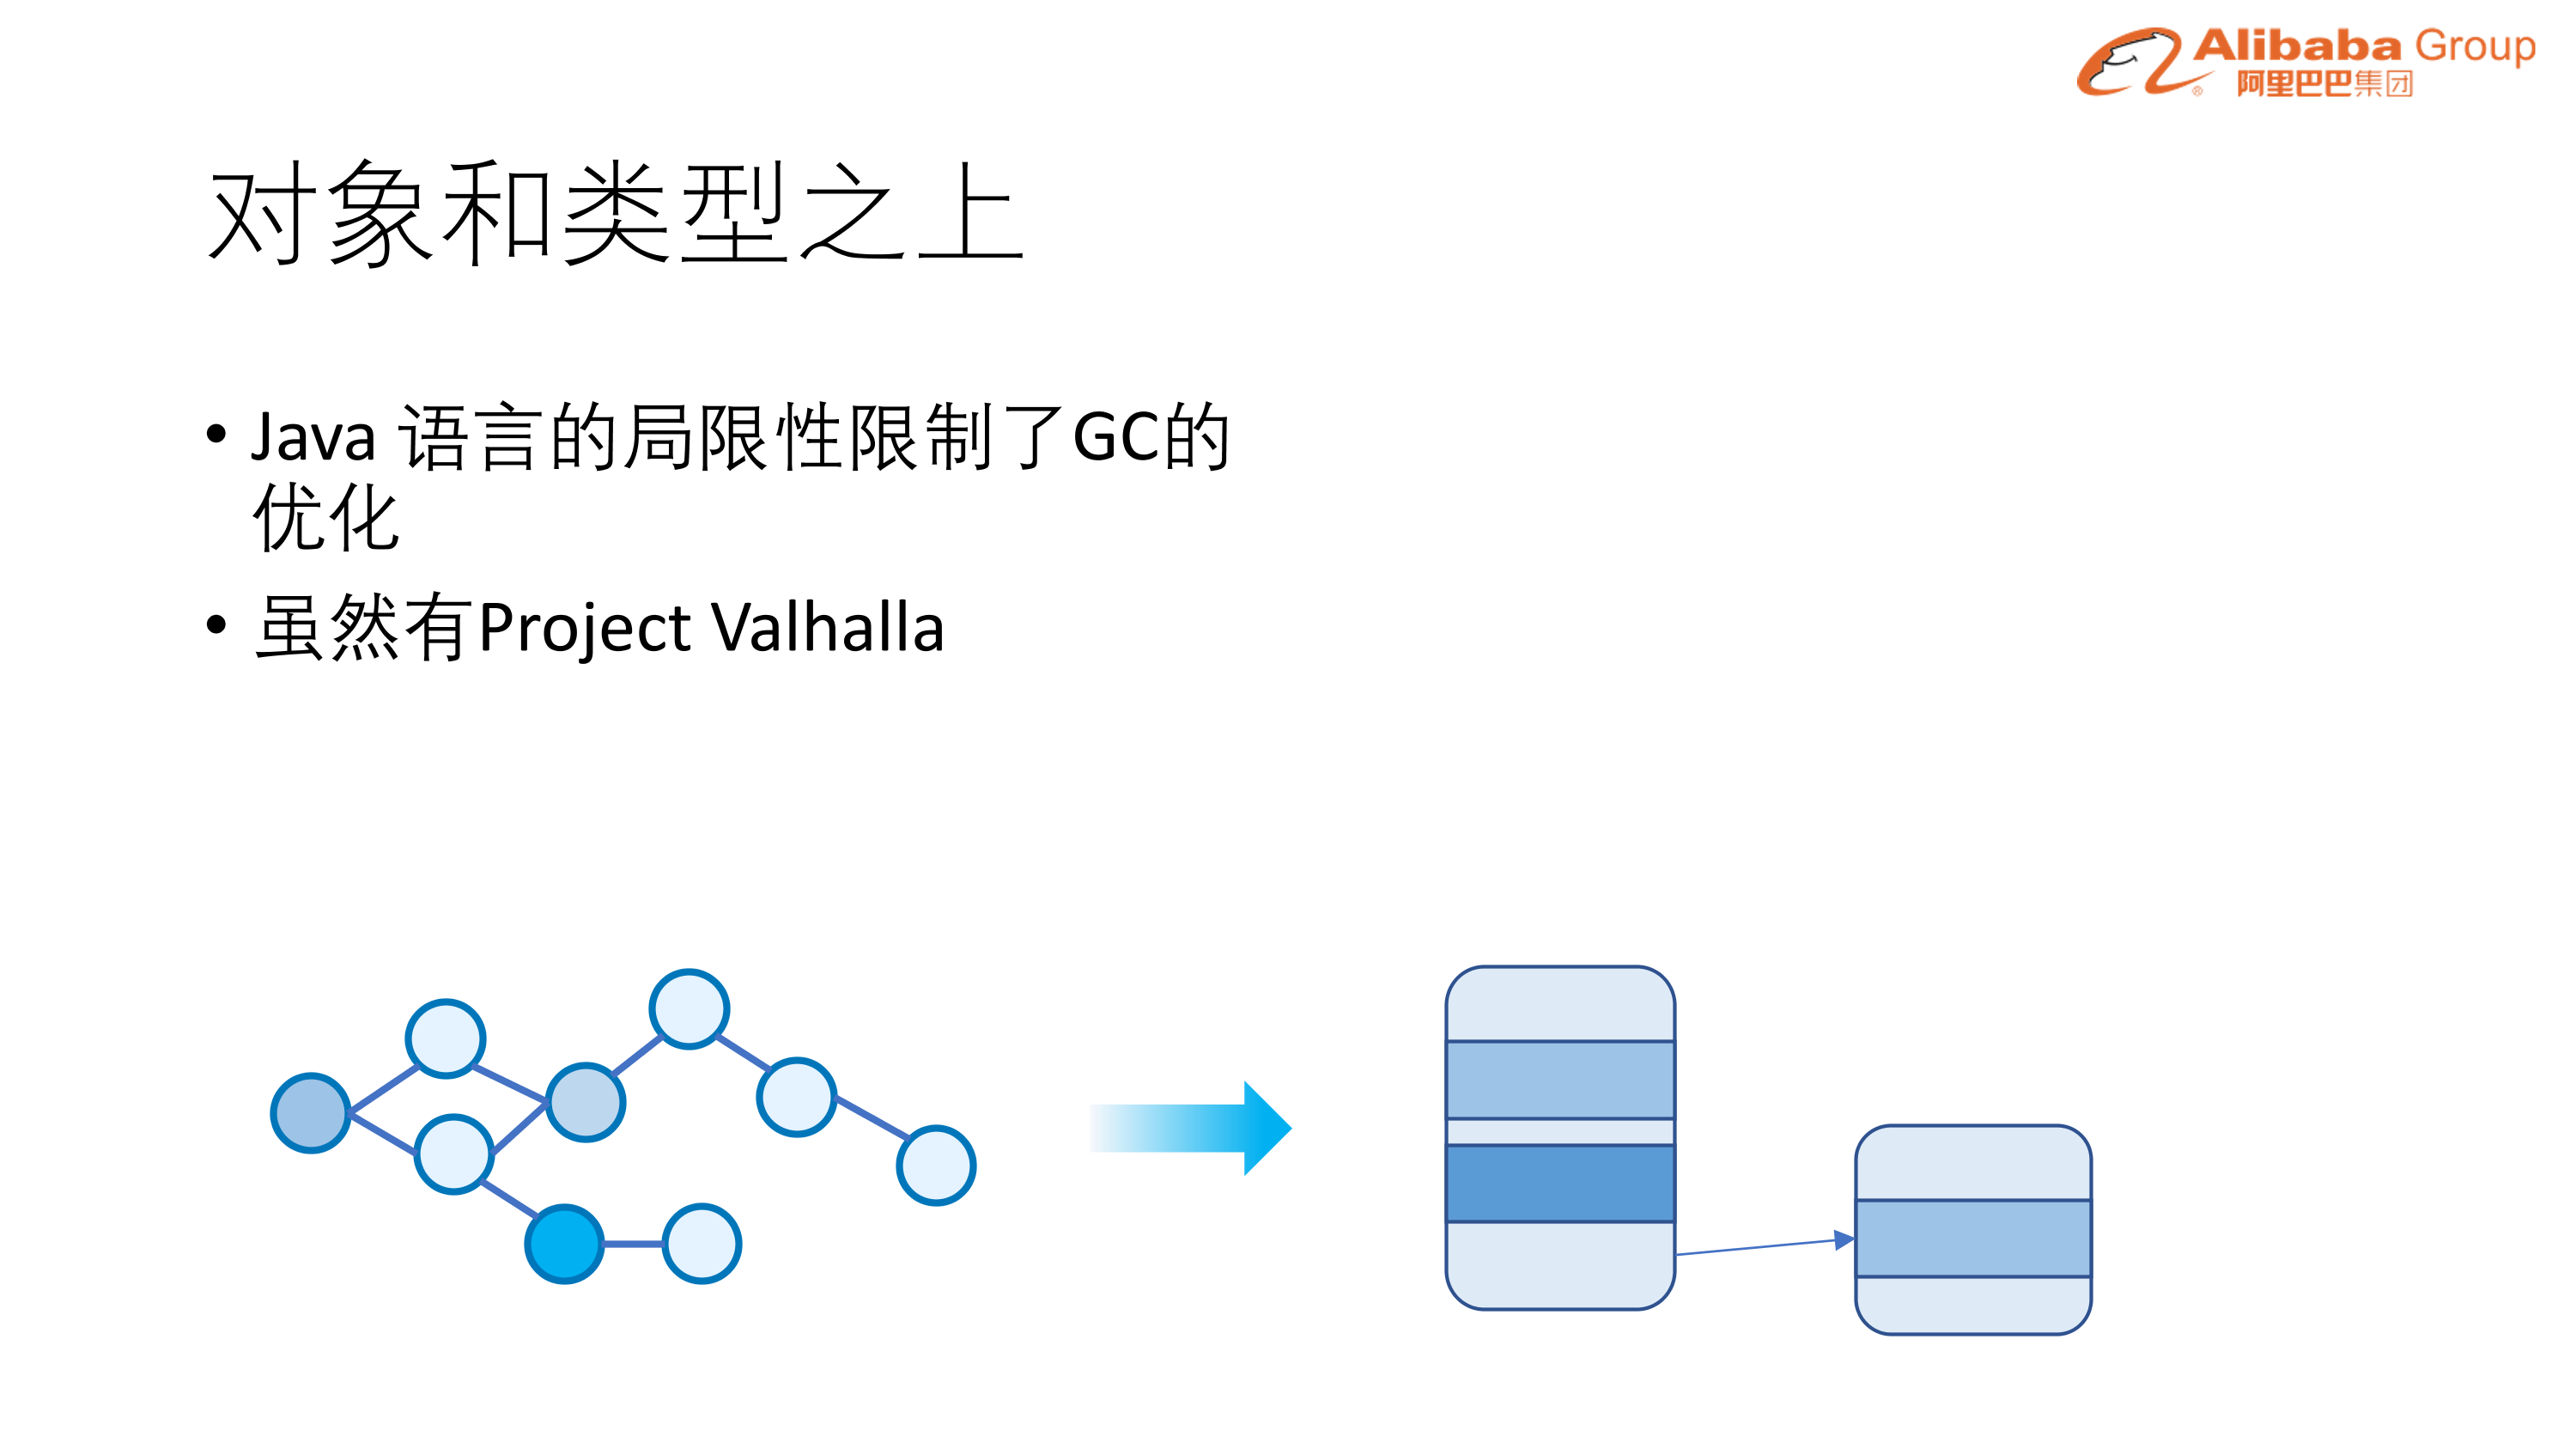 Alibaba Group
阿里巴巴集团
®
对象和类型之上
• Java 语言的局限性限制了GC的
优化
• 虽然有Project Valhalla